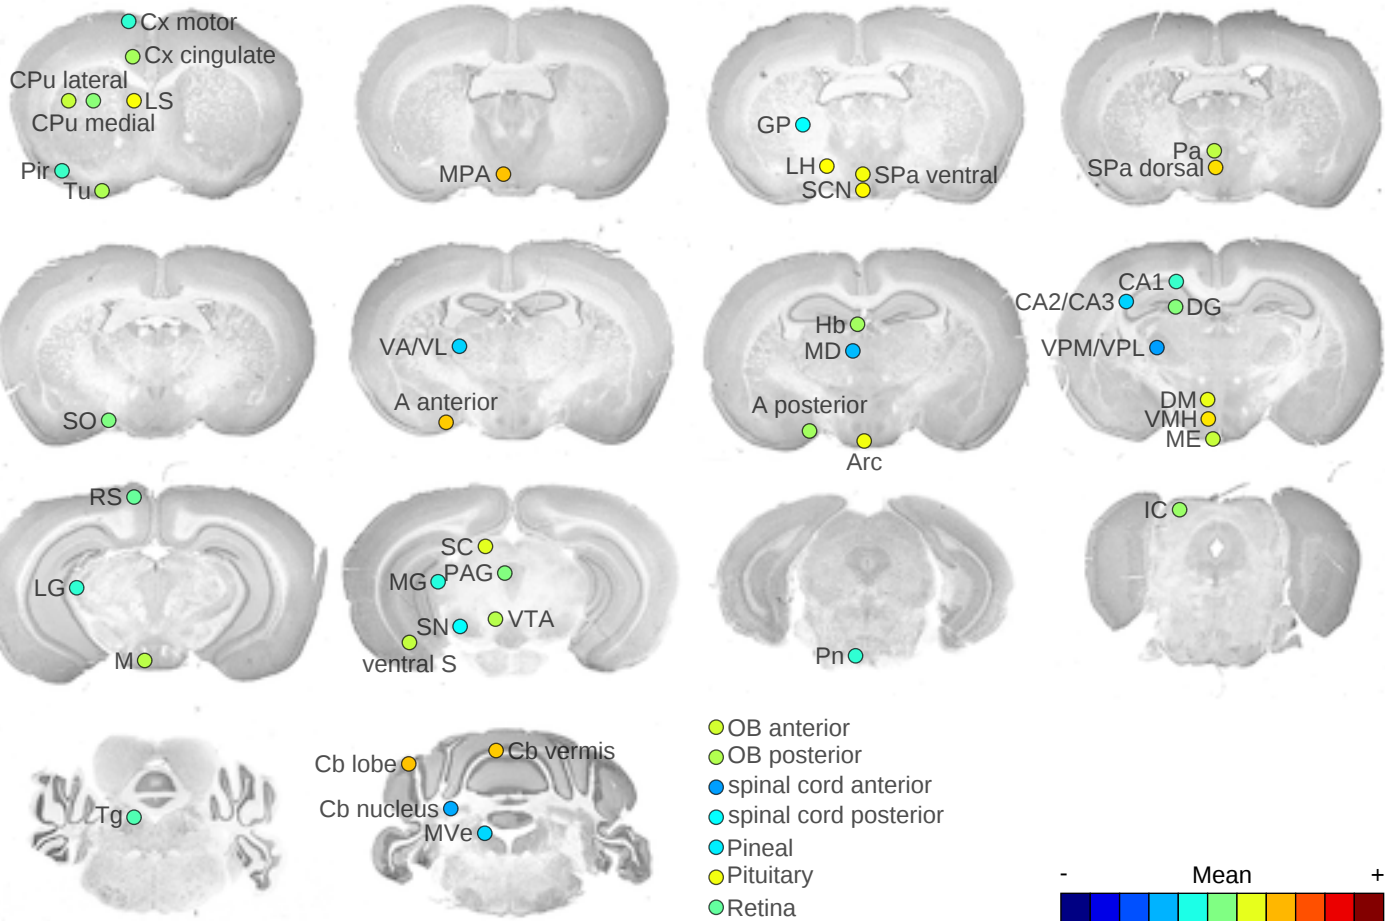 Cx motor
Cx cingulate
CPu lateral
LS
CPu medial
Pir
Tu
MPA
GP
LH
SPa ventral
SCN
Pa
SPa dorsal
SO
VA/VL
A anterior
Hb
MD
A posterior
Arc
CA1
CA2/CA3
DG
VPM/VPL
DM
VMH
ME
RS
LG
M
SC
PAG
MG
SN
VTA
ventral S
Pn
IC
Tg
Cb lobe
Cb vermis
Cb nucleus
MVe
OB anterior
OB posterior
spinal cord anterior
spinal cord posterior
Pineal
Pituitary
Retina
- Mean +